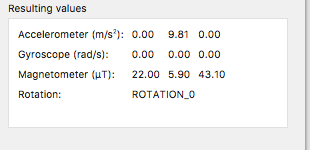 Resulting values
Accelerometer (m/s²): 0.00 9.81 0.00
Gyroscope (rad/s): 0.00 0.00 0.00
Magnetometer (μT): 22.00 5.90 43.10
Rotation: ROTATION_0